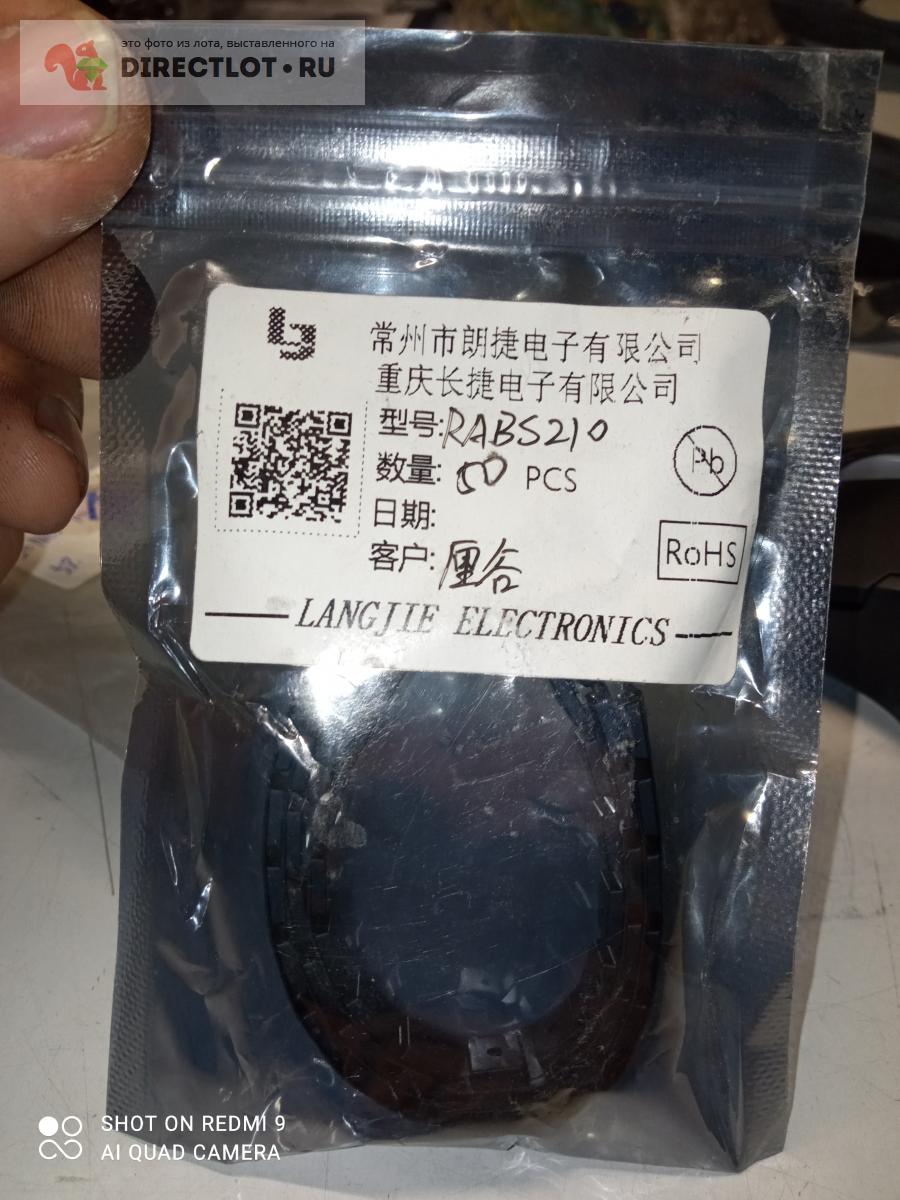 это фото из лота, выставленного на
DIRECTLOT•RU
常州市朗捷电子有限公司
重庆长捷电子有限公司
型号:RABS210
数量:50 PCS
Pb
日期:
RoHS
客户:厘谷
LANGJIE ELECTRONICS
SHOT ON REDMI 9
AI QUAD CAMERA